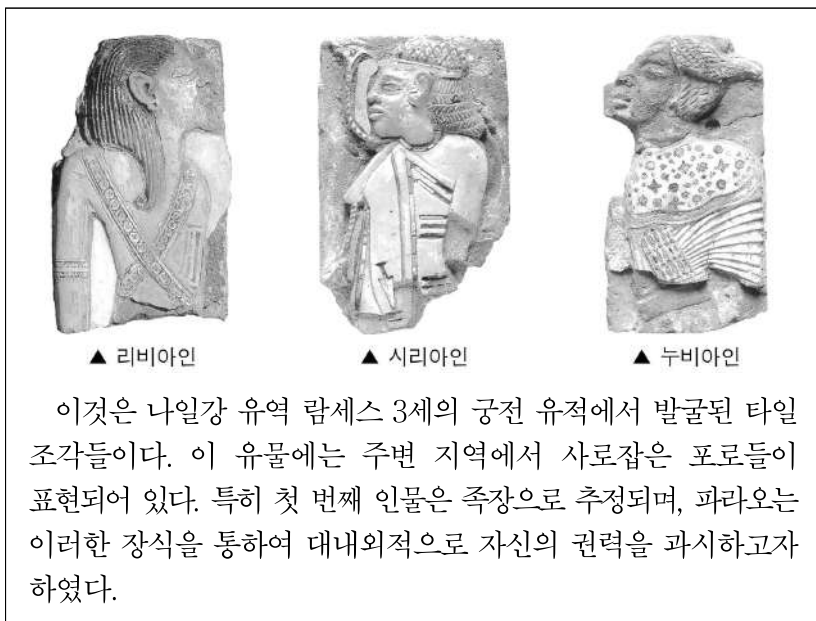 ▲ 리비아인 ▲ 시리아인 ▲ 누비아인
이것은 나일강 유역 람세스 3세의 궁전 유적에서 발굴된 타일
조각들이다. 이 유물에는 주변 지역에서 사로잡은 포로들이
표현되어 있다. 특히 첫 번째 인물은 족장으로 추정되며, 파라오는
이러한 장식을 통하여 대내외적으로 자신의 권력을 과시하고자
하였다.